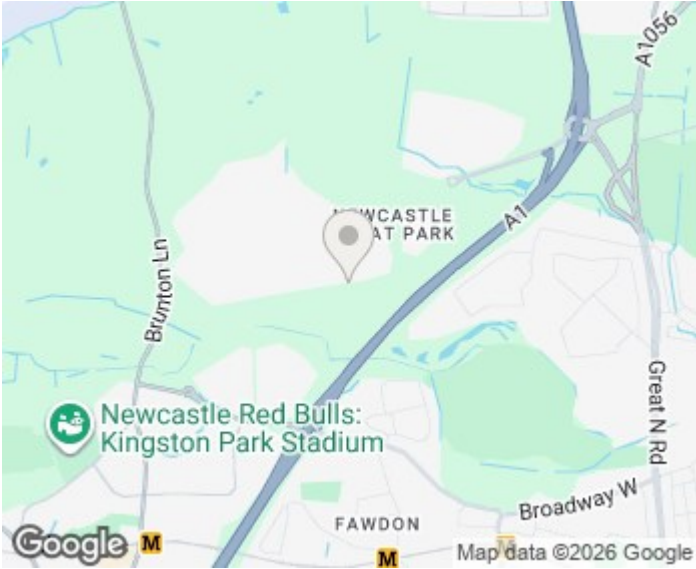 A1056
NEWCASTLE
AT PARK
A1
Brunton Ln
Great N Rd
Newcastle Red Bulls:
Kingston Park Stadium
Broadway W
FAWDON
M
M
M
Google
Map data ©2026 Google